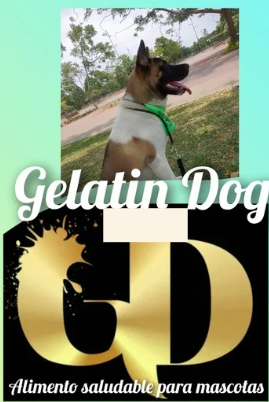 Gelatin Dog
GD
Alimento saludable para mascotas